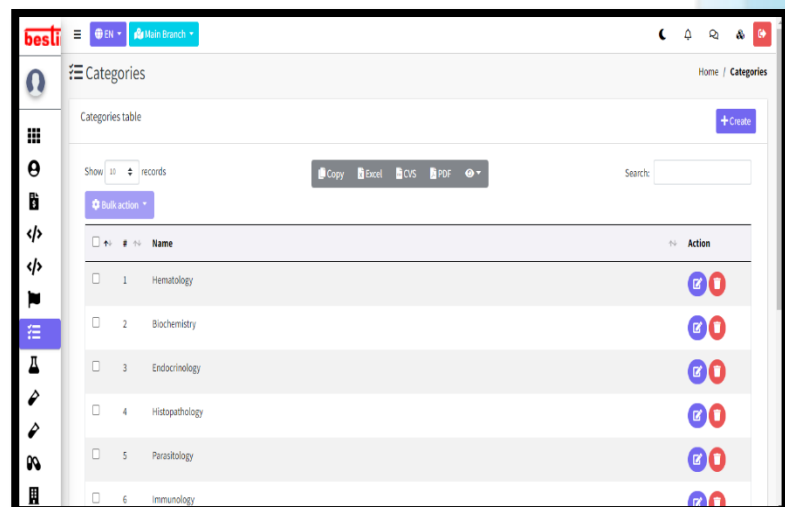 besti
EN
Main Branch
Categories
Home / Categories
Categories table
Create
Show 10 records
Copy Excel CVS PDF
Search:
Bulk action
# Name Action
1 Hematology
2 Biochemistry
3 Endocrinology
4 Histopathology
5 Parasitology
6 Immunology